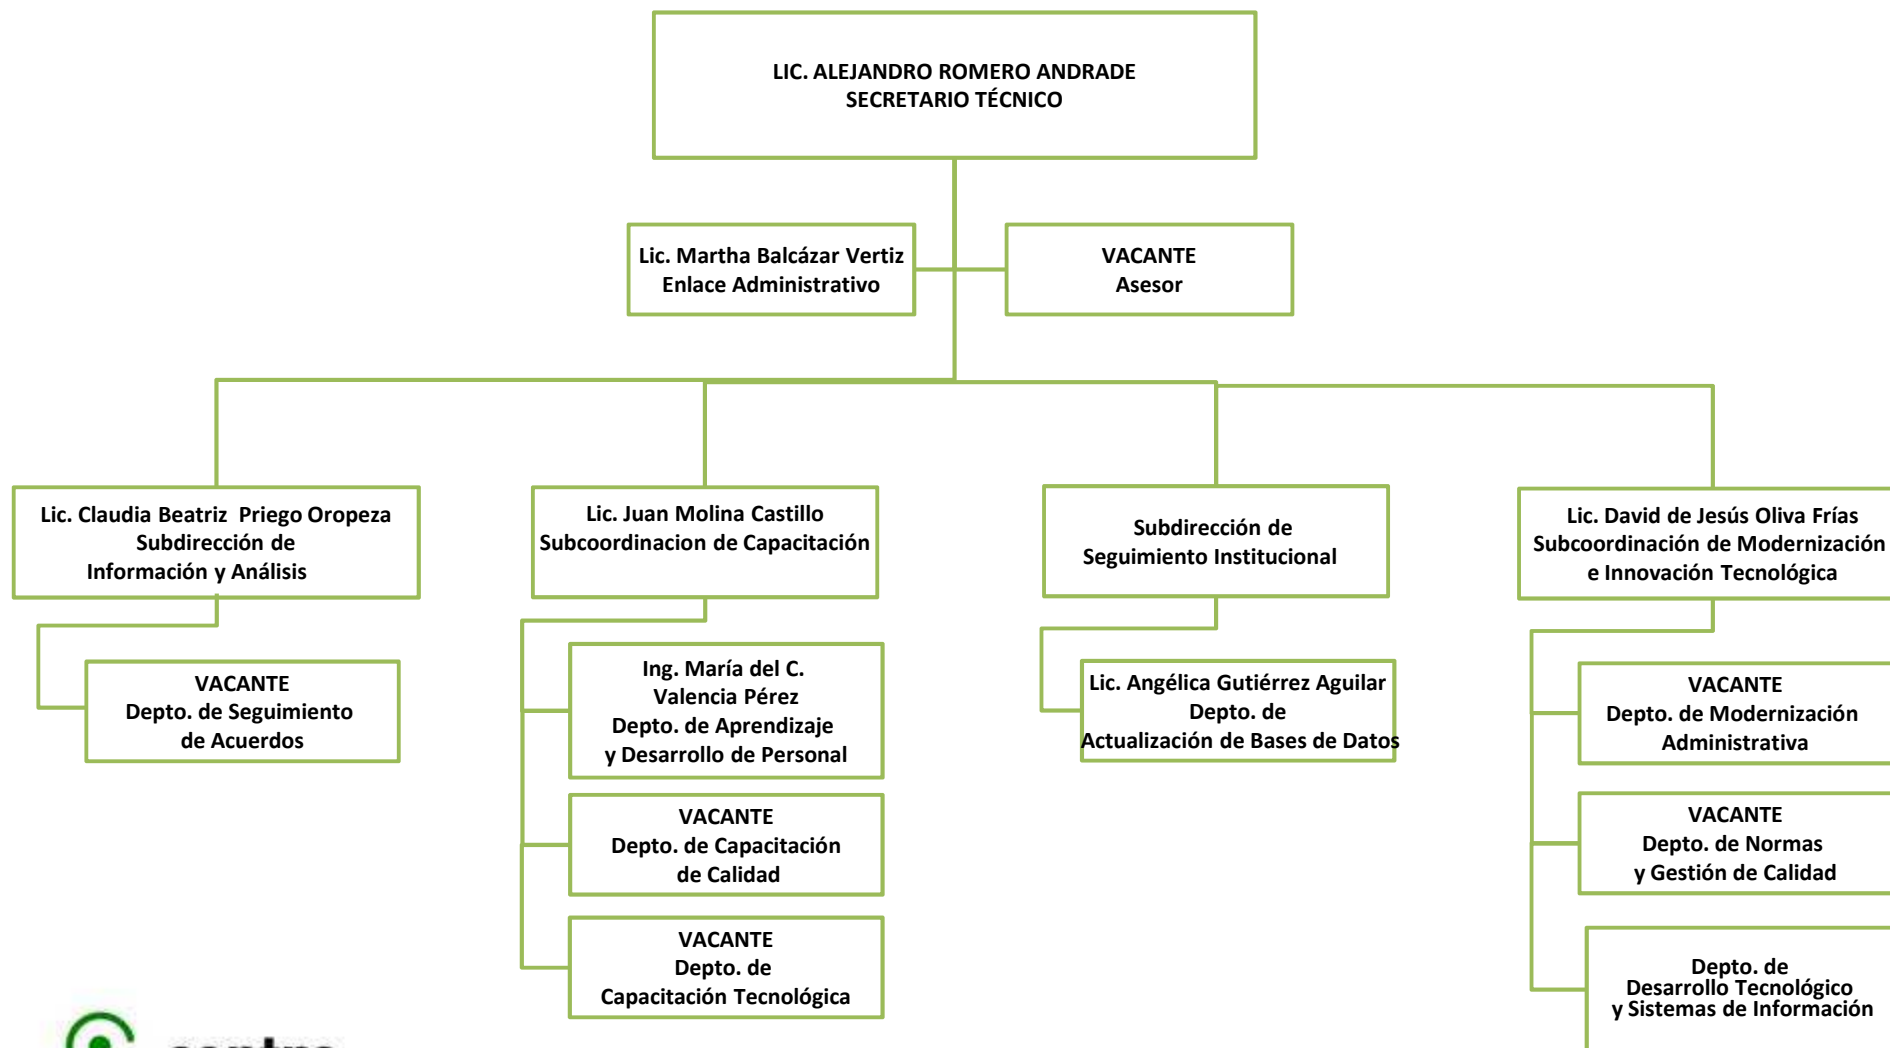 LIC. ALEJANDRO ROMERO ANDRADE
SECRETARIO TÉCNICO
Lic. Martha Balcázar Vertiz
Enlace Administrativo
VACANTE
Asesor
Lic. Claudia Beatriz  Priego Oropeza
Subdirección de
Información y Análisis
VACANTE
Depto. de Seguimiento
de Acuerdos
Lic. Juan Molina Castillo
Subcoordinacion de Capacitación
Ing. María del C.
Valencia Pérez
Depto. de Aprendizaje
y Desarrollo de Personal
VACANTE
Depto. de Capacitación
de Calidad
VACANTE
Depto. de
Capacitación Tecnológica
Subdirección de
Seguimiento Institucional
Lic. Angélica Gutiérrez Aguilar
Depto. de
Actualización de Bases de Datos
Lic. David de Jesús Oliva Frías
Subcoordinación de Modernización
e Innovación Tecnológica
VACANTE
Depto. de Modernización
Administrativa
VACANTE
Depto. de Normas
y Gestión de Calidad
Depto. de
Desarrollo Tecnológico
y Sistemas de Información